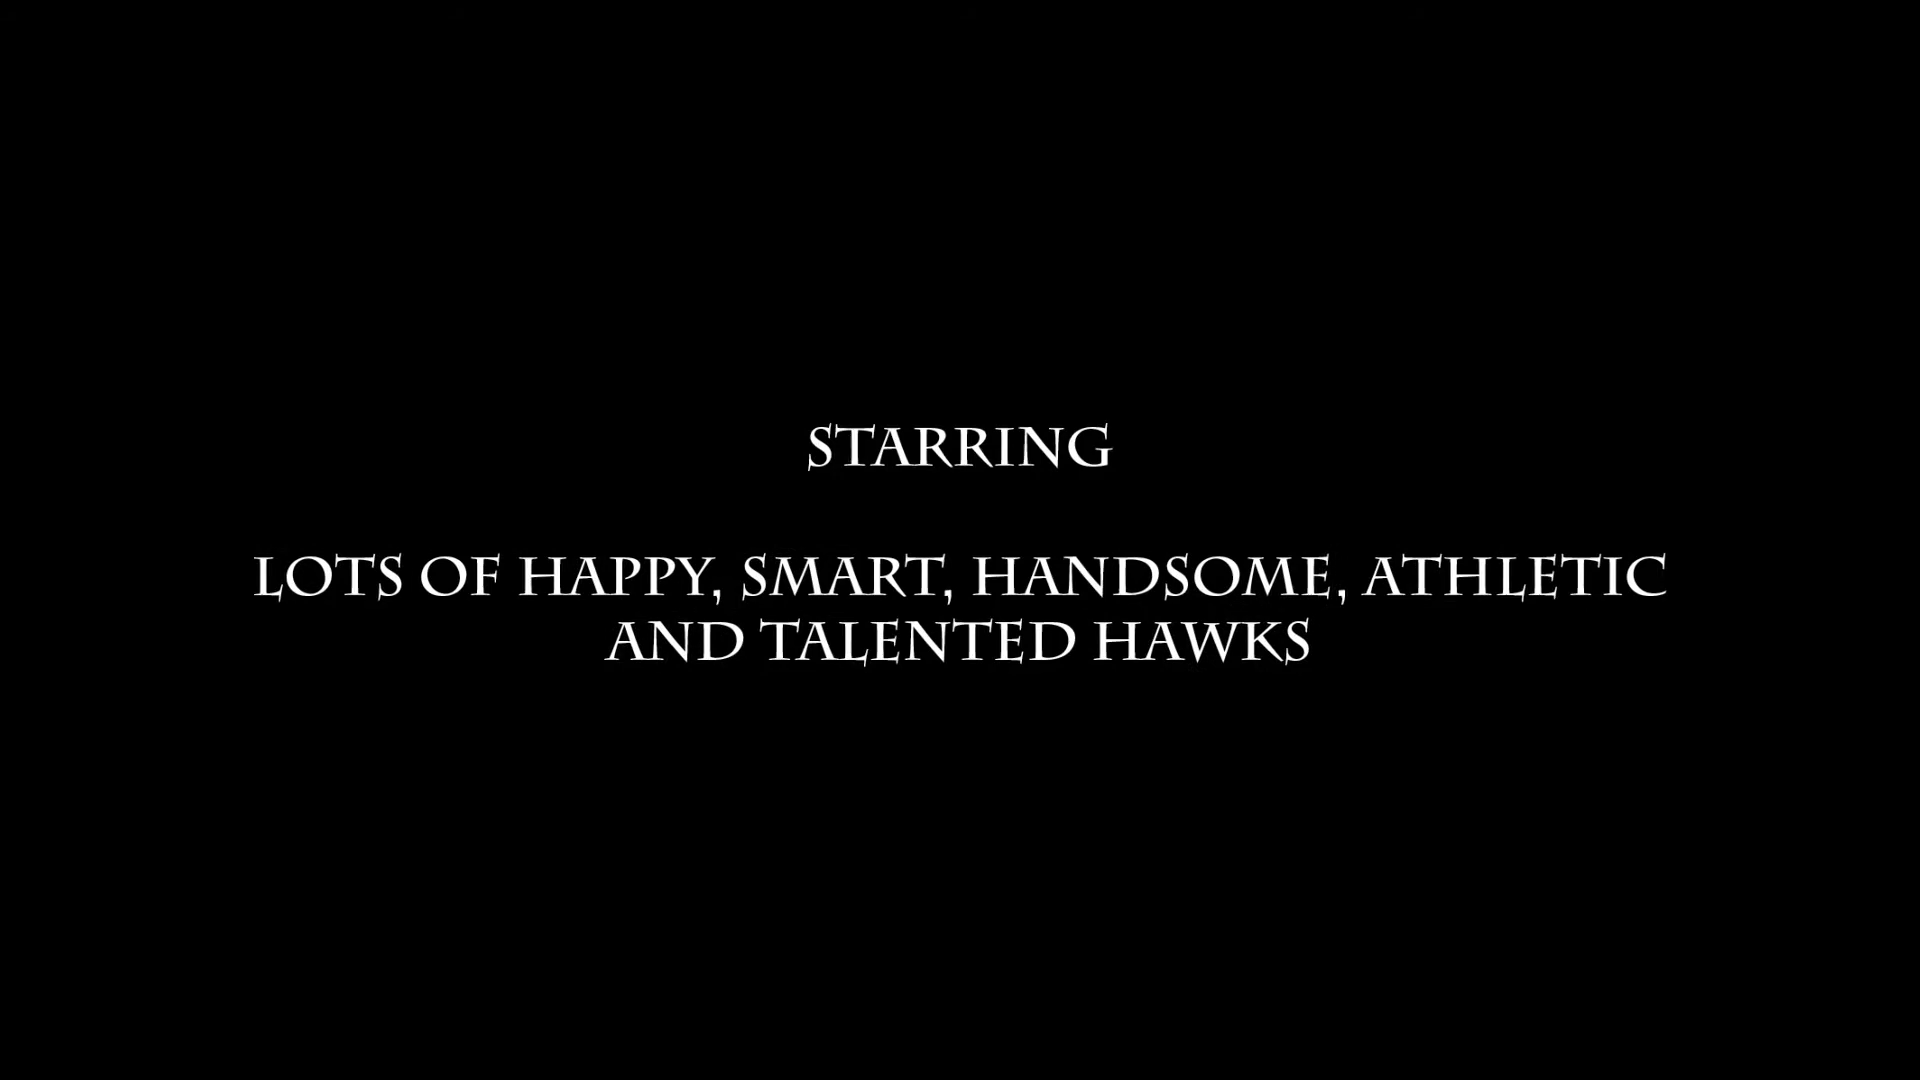 STARRING
LOTS OF HAPPY, SMART, HANDSOME, ATHLETIC
AND TALENTED HAWKS